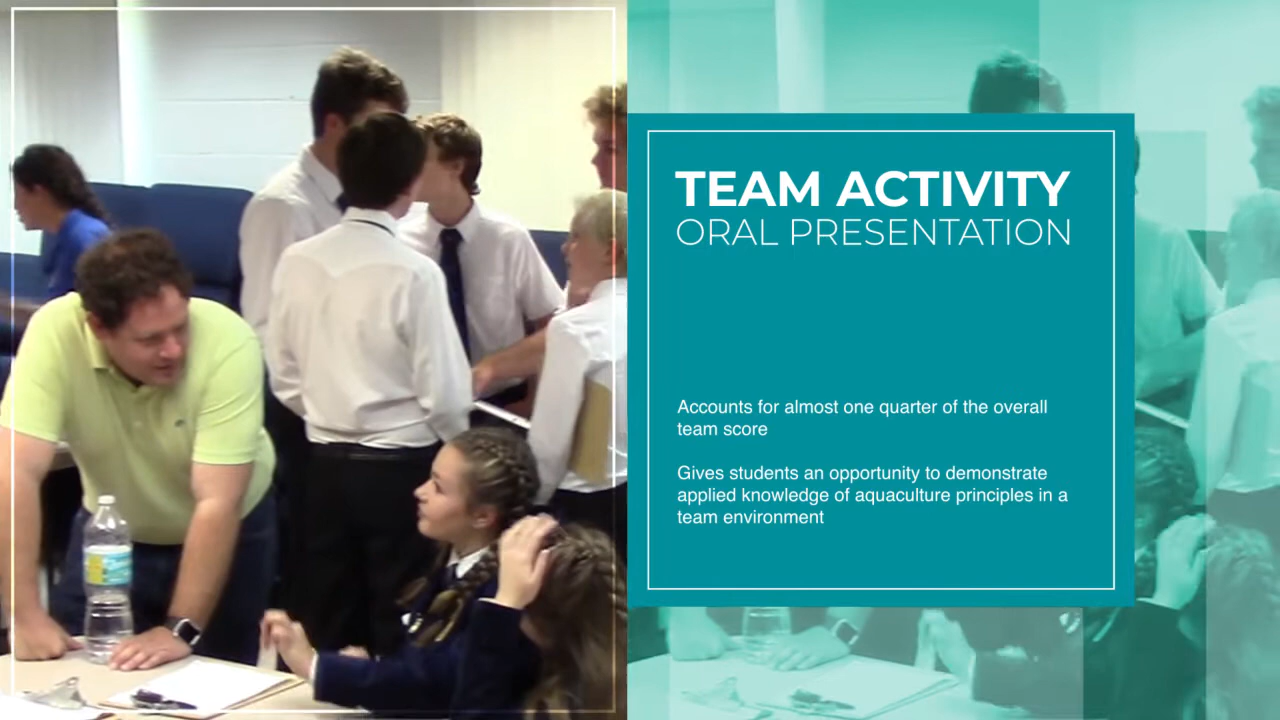 TEAM ACTIVITY
ORAL PRESENTATION
Accounts for almost one quarter of the overall
team score
Gives students an opportunity to demonstrate
applied knowledge of aquaculture principles in a
team environment